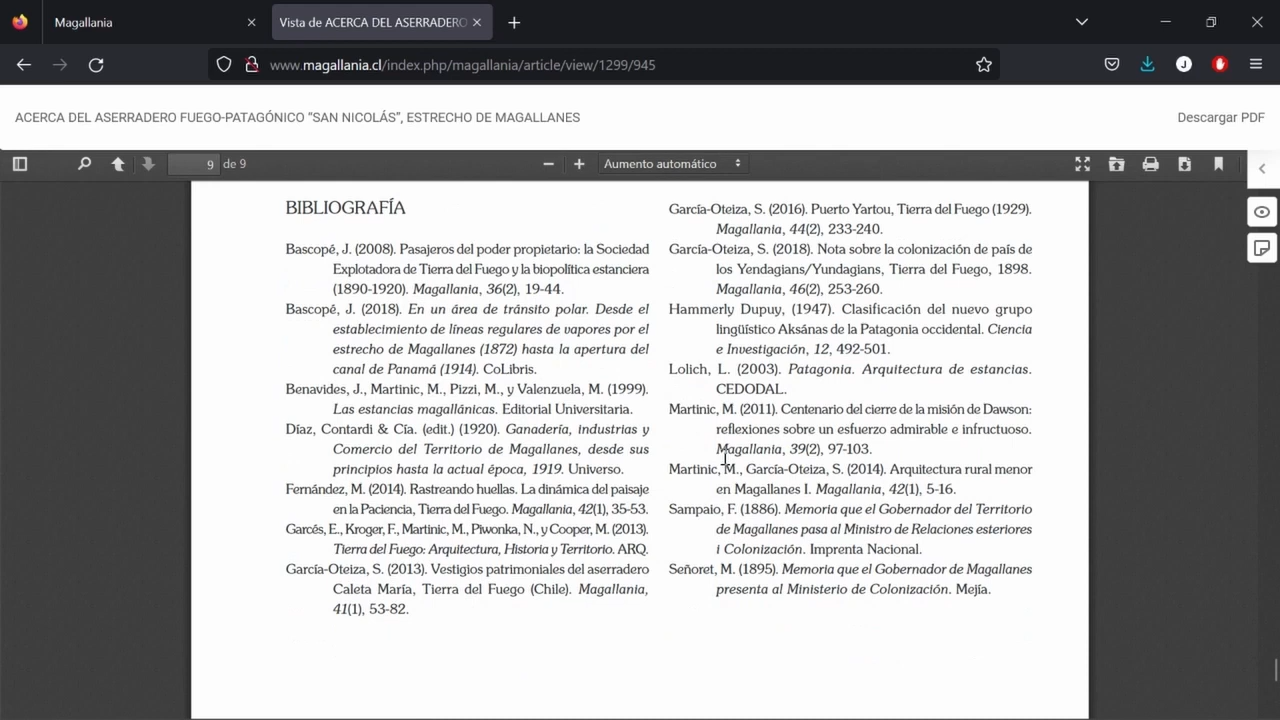 Magallania
Vista de ACERCA DEL ASERRADERO
www.magallania.cl/index.php/magallania/article/view/1299/945
ACERCA DEL ASERRADERO FUEGO-PATAGÓNICO “SAN NICOLÁS”, ESTRECHO DE MAGALLANES
Descargar PDF
9 de 9
Aumento automático
BIBLIOGRAFÍA
Bascopé, J. (2008). Pasajeros del poder propietario: la Sociedad
Explotadora de Tierra del Fuego y la biopolítica estanciera
(1890-1920). Magallania, 36(2), 19-44.
Bascopé, J. (2018). En un área de tránsito polar. Desde el
establecimiento de líneas regulares de vapores por el
estrecho de Magallanes (1872) hasta la apertura del
canal de Panamá (1914). CoLibris.
Benavides, J., Martinic, M., Pizzi, M., y Valenzuela, M. (1999).
Las estancias magallánicas. Editorial Universitaria.
Díaz, Contardi & Cía. (edit.) (1920). Ganadería, industrias y
Comercio del Territorio de Magallanes, desde sus
principios hasta la actual época, 1919. Universo.
Fernández, M. (2014). Rastreando huellas. La dinámica del paisaje
en la Paciencia, Tierra del Fuego. Magallania, 42(1), 35-53.
Garcés, E., Kroger, F., Martinic, M., Piwonka, N., y Cooper, M. (2013).
Tierra del Fuego: Arquitectura, Historia y Territorio. ARQ.
García-Oteiza, S. (2013). Vestigios patrimoniales del aserradero
Caleta María, Tierra del Fuego (Chile). Magallania,
41(1), 53-82.
García-Oteiza, S. (2016). Puerto Yartou, Tierra del Fuego (1929).
Magallania, 44(2), 233-240.
García-Oteiza, S. (2018). Nota sobre la colonización de país de
los Yendagians/Yundagians, Tierra del Fuego, 1898.
Magallania, 46(2), 253-260.
Hammerly Dupuy, (1947). Clasificación del nuevo grupo
lingüístico Aksánas de la Patagonia occidental. Ciencia
e Investigación, 12, 492-501.
Lolich, L. (2003). Patagonia. Arquitectura de estancias.
CEDODAL.
Martinic, M. (2011). Centenario del cierre de la misión de Dawson:
reflexiones sobre un esfuerzo admirable e infructuoso.
Magallania, 39(2), 97-103.
Martinic, M., García-Oteiza, S. (2014). Arquitectura rural menor
en Magallanes I. Magallania, 42(1), 5-16.
Sampaio, F. (1886). Memoria que el Gobernador del Territorio
de Magallanes pasa al Ministro de Relaciones esteriores
i Colonización. Imprenta Nacional.
Señoret, M. (1895). Memoria que el Gobernador de Magallanes
presenta al Ministerio de Colonización. Mejía.